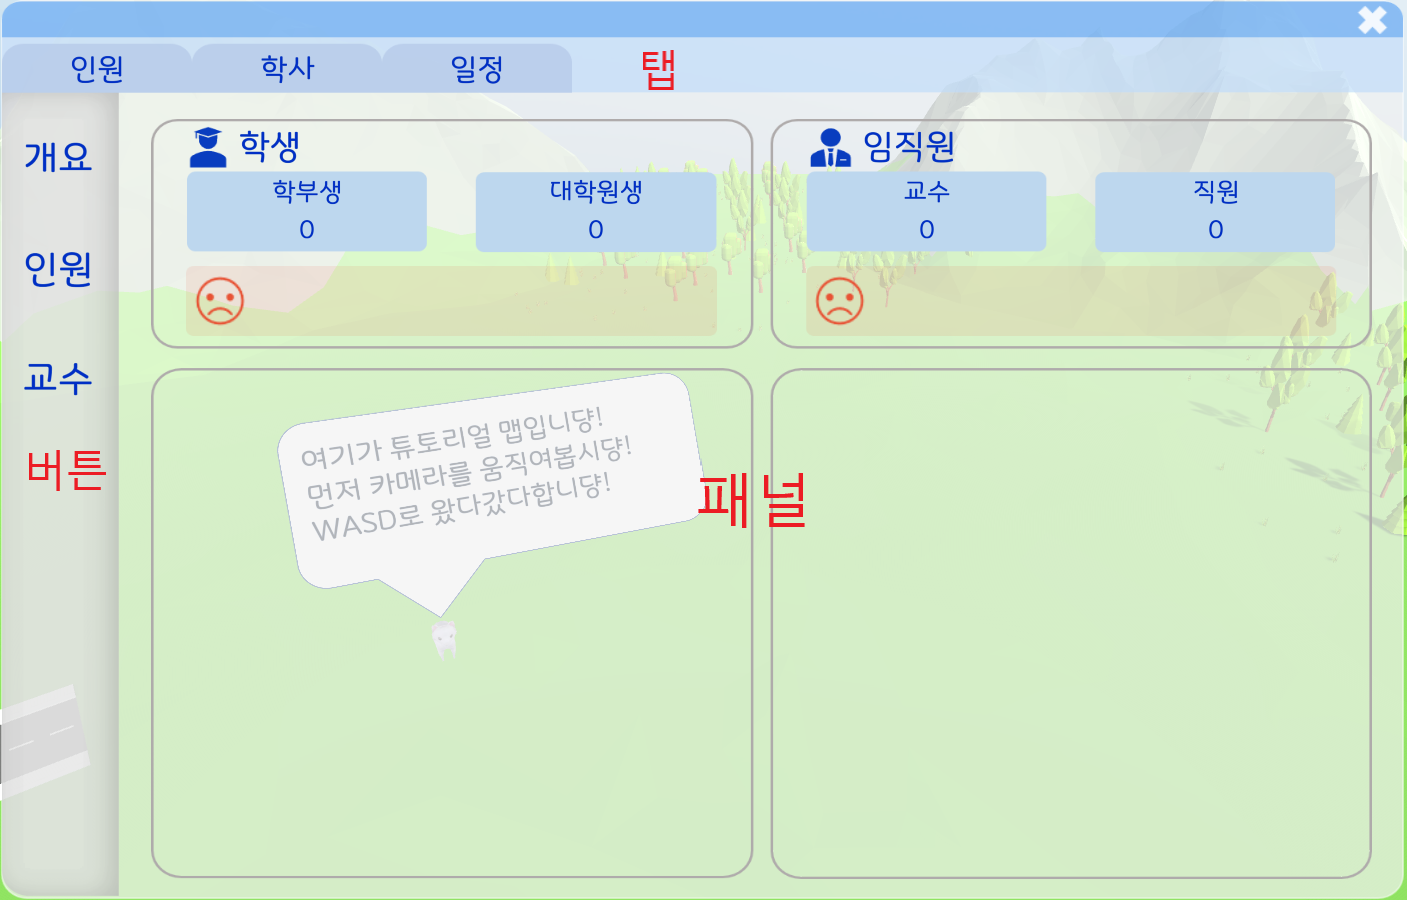 인원
학사
일정
탭
개요
인원
교수
버튼
학생
학부생
0
대학원생
0
임직원
교수
0
직원
0
여기가 튜토리얼 맵입니댱!
먼저 카메라를 움직여봅시댱!
WASD로 왔다갔다합니댱!
패널